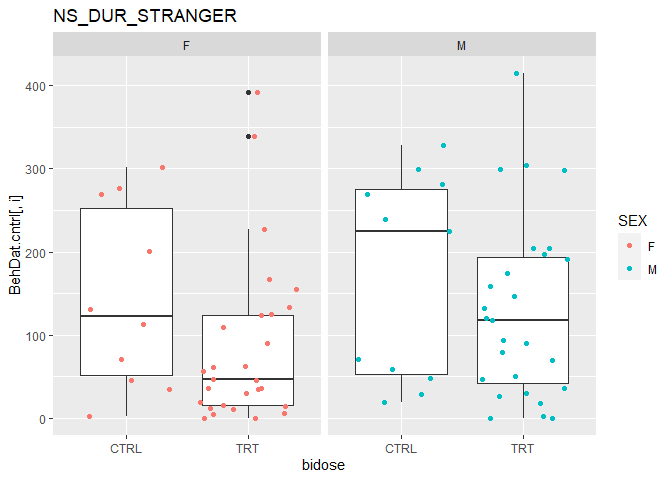 NS_DUR_STRANGER
F
M
BehDat.cntrl[, i]
400
300
200
100
0
CTRL
TRT
CTRL
TRT
bidose
SEX
F
M